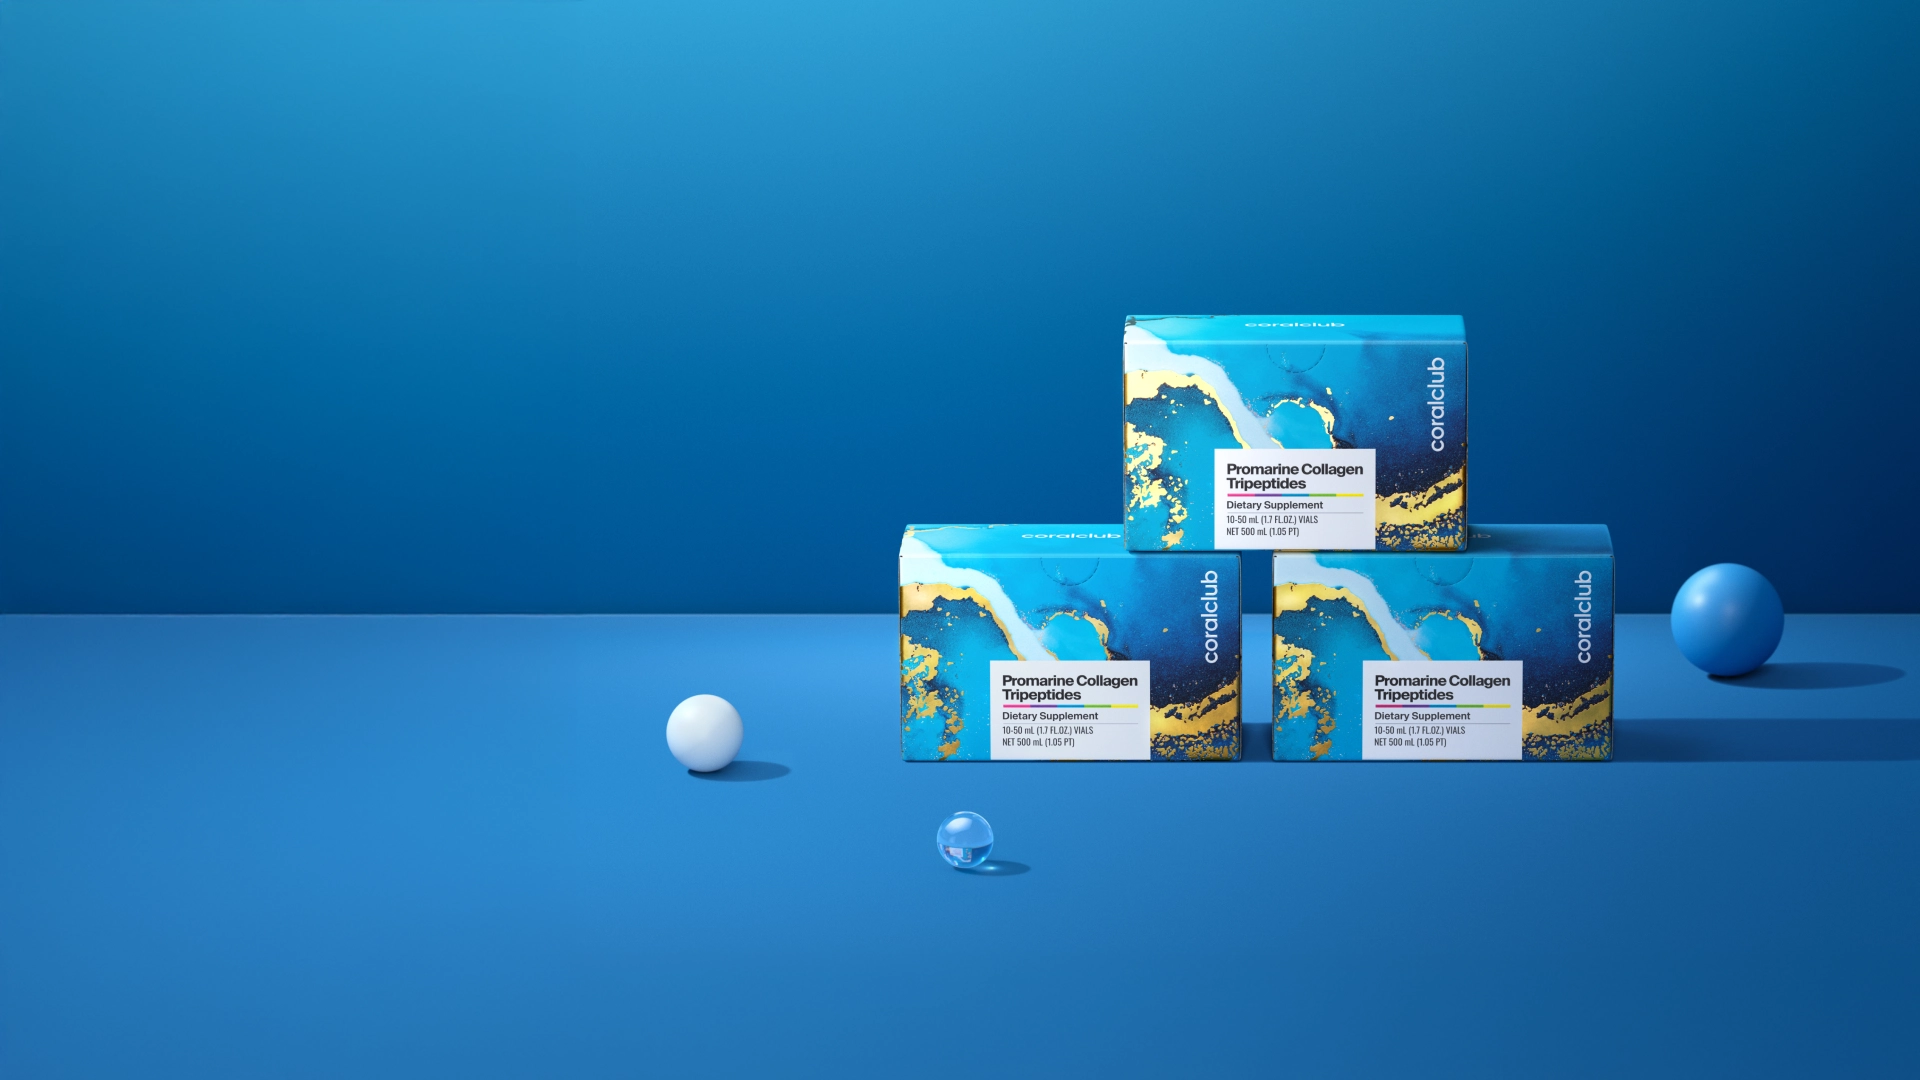 coralclub
coralclub
Promarine Collagen
Tripeptides
Dietary Supplement
10-50 mL (1.7 FL.OZ.) VIALS
NET 500 mL (1.05 PT)
coralclub
coralclub
Promarine Collagen
Tripeptides
Dietary Supplement
10-50 mL (1.7 FL.OZ.) VIALS
NET 500 mL (1.05 PT)
ub
coralclub
Promarine Collagen
Tripeptides
Dietary Supplement
10-50 mL (1.7 FL.OZ.) VIALS
NET 500 mL (1.05 PT)